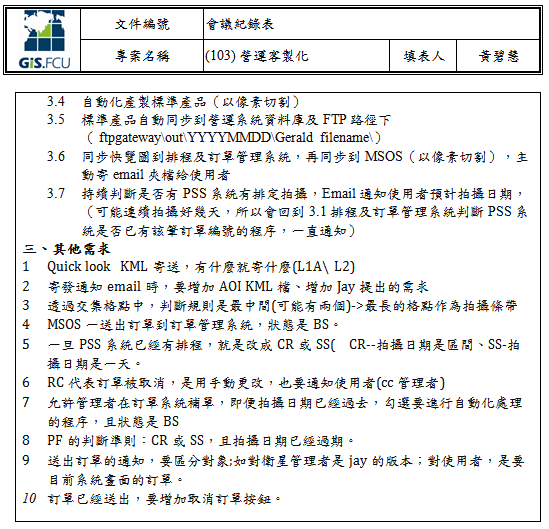 GiS.FCU
文件編號 會議紀錄表
專案名稱 (103) 營運客製化 填表人 黃碧慧
3.4 自動化產製標準產品（以像素切割）
3.5 標準產品自動同步到營運系統資料庫及 FTP 路徑下
（ ftpgateway\out\YYYYMMDD\Gerald filename\）
3.6 同步快覽圖到排程及訂單管理系統，再同步到 MSOS（以像素切割），主
動寄 email 夾檔給使用者
3.7 持續判斷是否有 PSS 系統有排定拍攝，Email 通知使用者預計拍攝日期，
（可能連續拍攝好幾天，所以會回到 3.1 排程及訂單管理系統判斷 PSS 系
統是否已有該筆訂單編號的程序，一直通知）
三、其他需求
1 Quick look KML 寄送，有什麼就寄什麼(L1A\ L2)
2 寄發通知 email 時，要增加 AOI KML 檔、增加 Jay 提出的需求
3 透過交集格點中，判斷規則是最中間(可能有兩個)->最長的格點作為拍攝條帶
4 MSOS 一送出訂單到訂單管理系統，狀態是 BS。
5 一旦 PSS 系統已經有排程，就是改成 CR 或 SS( CR--拍攝日期是區間、SS-拍
攝日期是一天。
6 RC 代表訂單被取消，是用手動更改，也要通知使用者(cc 管理者)
7 允許管理者在訂單系統補單，即便拍攝日期已經過去，勾選要進行自動化處理
的程序，且狀態是 BS
8 PF 的判斷準則：CR 或 SS，且拍攝日期已經過期。
9 送出訂單的通知，要區分對象;如對衛星管理者是 jay 的版本；對使用者，是要
目前系統畫面的訂單。
10 訂單已經送出，要增加取消訂單按鈕。